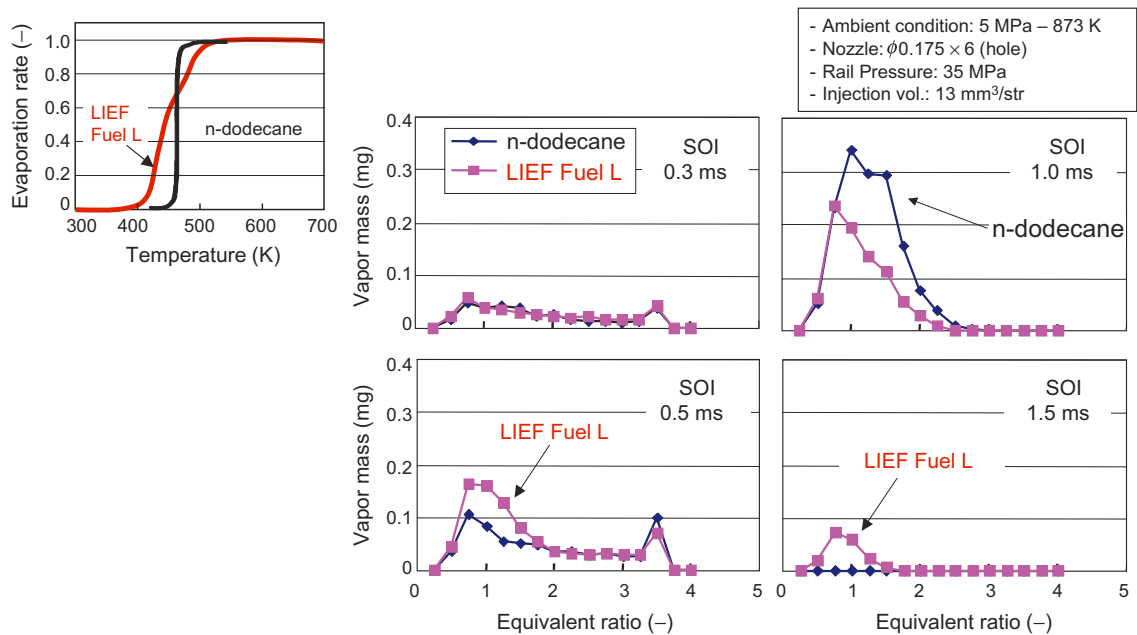 1.0
0.8
0.6
0.4
0.2
0
Evaporation rate (–)
LIEF
Fuel L
n-dodecane
300 400 500 600 700
Temperature (K)
- Ambient condition: 5 MPa – 873 K
- Nozzle: ϕ0.175 × 6 (hole)
- Rail Pressure: 35 MPa
- Injection vol.: 13 mm³/str
0.4
0.3
0.2
0.1
0
Vapor mass (mg)
n-dodecane
LIEF Fuel L
SOI
0.3 ms
SOI
1.0 ms
n-dodecane
0.4
0.3
0.2
0.1
0
Vapor mass (mg)
SOI
0.5 ms
LIEF Fuel L
0 1 2 3 4 5
Equivalent ratio (–)
SOI
1.5 ms
LIEF Fuel L
0 1 2 3 4 5
Equivalent ratio (–)